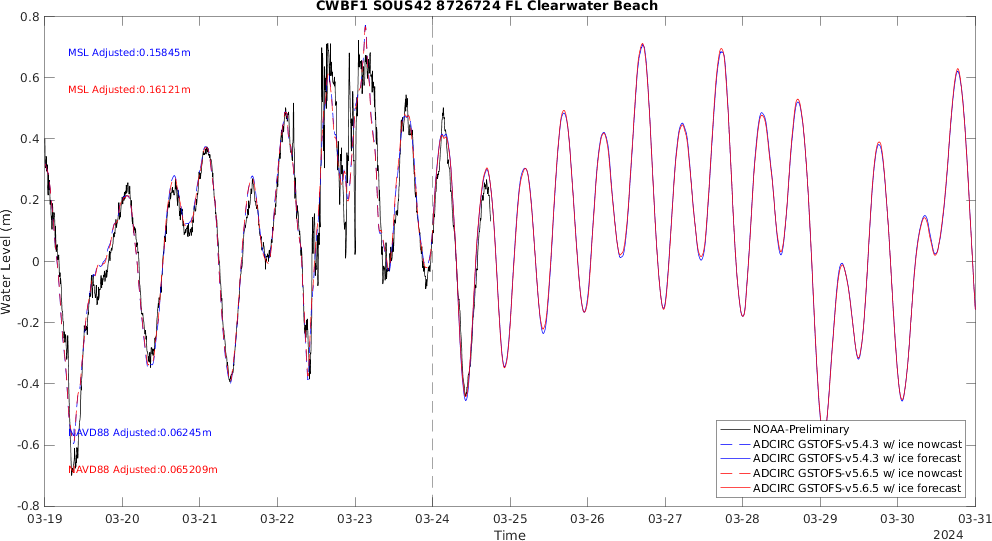 CWBF1 SOUS42 8726724 FL Clearwater Beach
0.8
0.6
0.4
0.2
0
-0.2
-0.4
-0.6
-0.8
Water Level (m)
MSL Adjusted:0.15845m
MSL Adjusted:0.16121m
NAVD88 Adjusted:0.06245m
NAVD88 Adjusted:0.065209m
NOAA-Preliminary
ADCIRC GSTOFS-v5.4.3 w/ ice nowcast
ADCIRC GSTOFS-v5.4.3 w/ ice forecast
ADCIRC GSTOFS-v5.6.5 w/ ice nowcast
ADCIRC GSTOFS-v5.6.5 w/ ice forecast
03-19 03-20 03-21 03-22 03-23 03-24 03-25 03-26 03-27 03-28 03-29 03-30 03-31
Time
2024